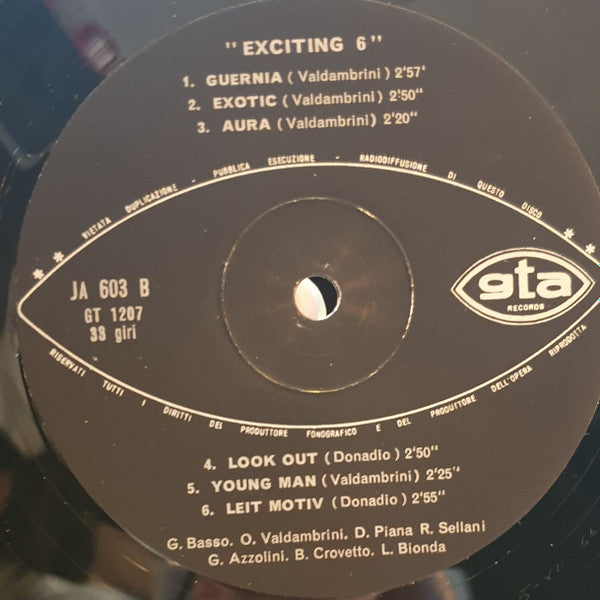 "EXCITING 6"
1. GUERNIA (Valdambrini) 2'57'
2. EXOTIC (Valdambrini) 2'50"
3. AURA (Valdambrini) 2'20"
** VIETATA DUPLICAZIONE - PUBBLICA ESECUZIONE - RADIODIFFUSIONE DI QUESTO DISCO **
JA 603 B
GT 1207
33 giri
gta
RECORDS
RISERVATI TUTTI I DIRITTI DEL PRODUTTORE FONOGRAFICO E DEL PRODUTTORE DELL'OPERA RIPRODOTTA
4. LOOK OUT (Donadio) 2'50"
5. YOUNG MAN (Valdambrini) 2'25"
6. LEIT MOTIV (Donadio) 2'55"
G. Basso. O. Valdambrini. D. Piana R. Sellani
G. Azzolini. B. Crovetto. L. Bionda